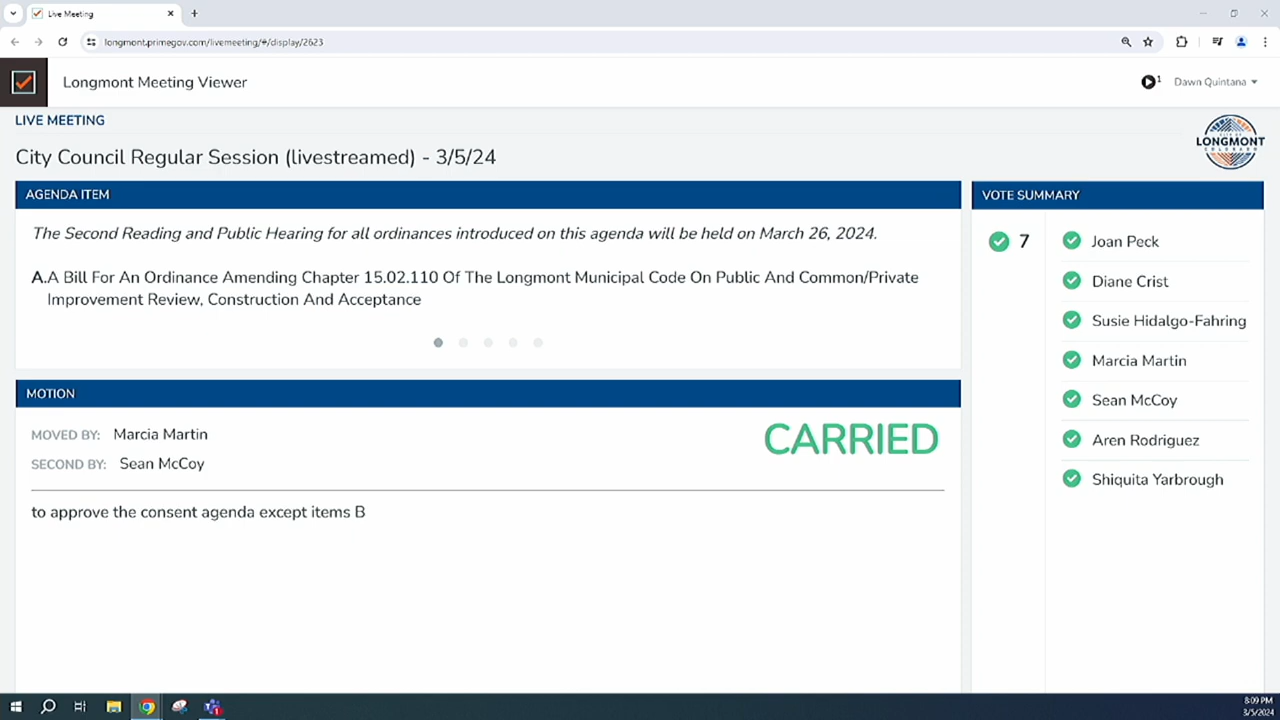 Live Meeting
longmont.primegov.com/livemeeting/#/display/2623
Longmont Meeting Viewer
1
Dawn Quintana
LIVE MEETING
CITY OF
LONGMONT
COLORADO
City Council Regular Session (livestreamed) - 3/5/24
AGENDA ITEM
The Second Reading and Public Hearing for all ordinances introduced on this agenda will be held on March 26, 2024.
A.A Bill For An Ordinance Amending Chapter 15.02.110 Of The Longmont Municipal Code On Public And Common/Private
Improvement Review, Construction And Acceptance
VOTE SUMMARY
7
Joan Peck
Diane Crist
Susie Hidalgo-Fahring
Marcia Martin
Sean McCoy
Aren Rodriguez
Shiquita Yarbrough
MOTION
MOVED BY: Marcia Martin
SECOND BY: Sean McCoy
CARRIED
to approve the consent agenda except items B
8:09 PM
3/5/2024